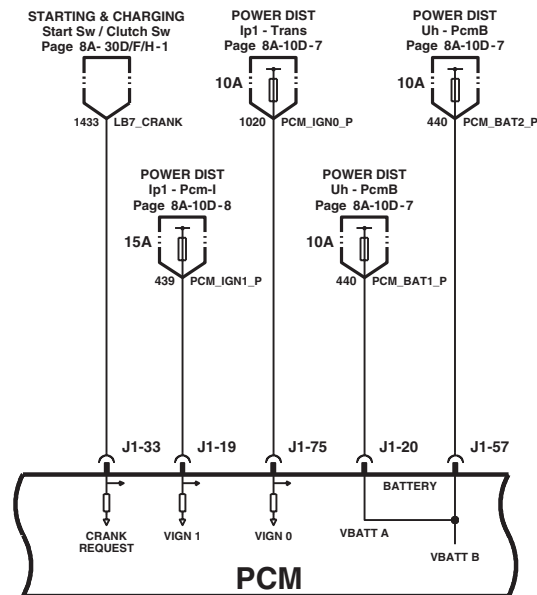 STARTING & CHARGING
Start Sw / Clutch Sw
Page 8A- 30D/F/H-1
POWER DIST
Ip1 - Trans
Page 8A-10D-7
POWER DIST
Uh - PcmB
Page 8A-10D-7
10A
10A
1433 LB7_CRANK
1020 PCM_IGN0_P
440 PCM_BAT2_P
POWER DIST
Ip1 - Pcm-I
Page 8A-10D-8
POWER DIST
Uh - PcmB
Page 8A-10D-7
15A
10A
439 PCM_IGN1_P
440 PCM_BAT1_P
J1-33
J1-19
J1-75
J1-20
J1-57
BATTERY
CRANK
REQUEST
VIGN 1
VIGN 0
VBATT A
VBATT B
PCM